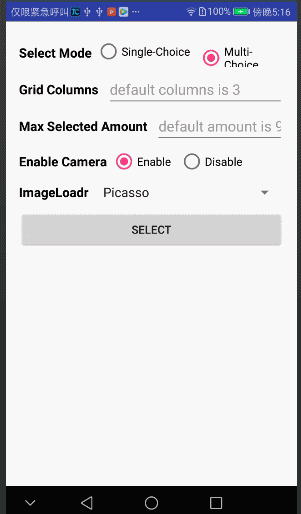 仅限紧急呼叫 100% 傍晚5:16
Select Mode Single-Choice Multi-Choice
Grid Columns default columns is 3
Max Selected Amount default amount is 9
Enable Camera Enable Disable
ImageLoadr Picasso
SELECT